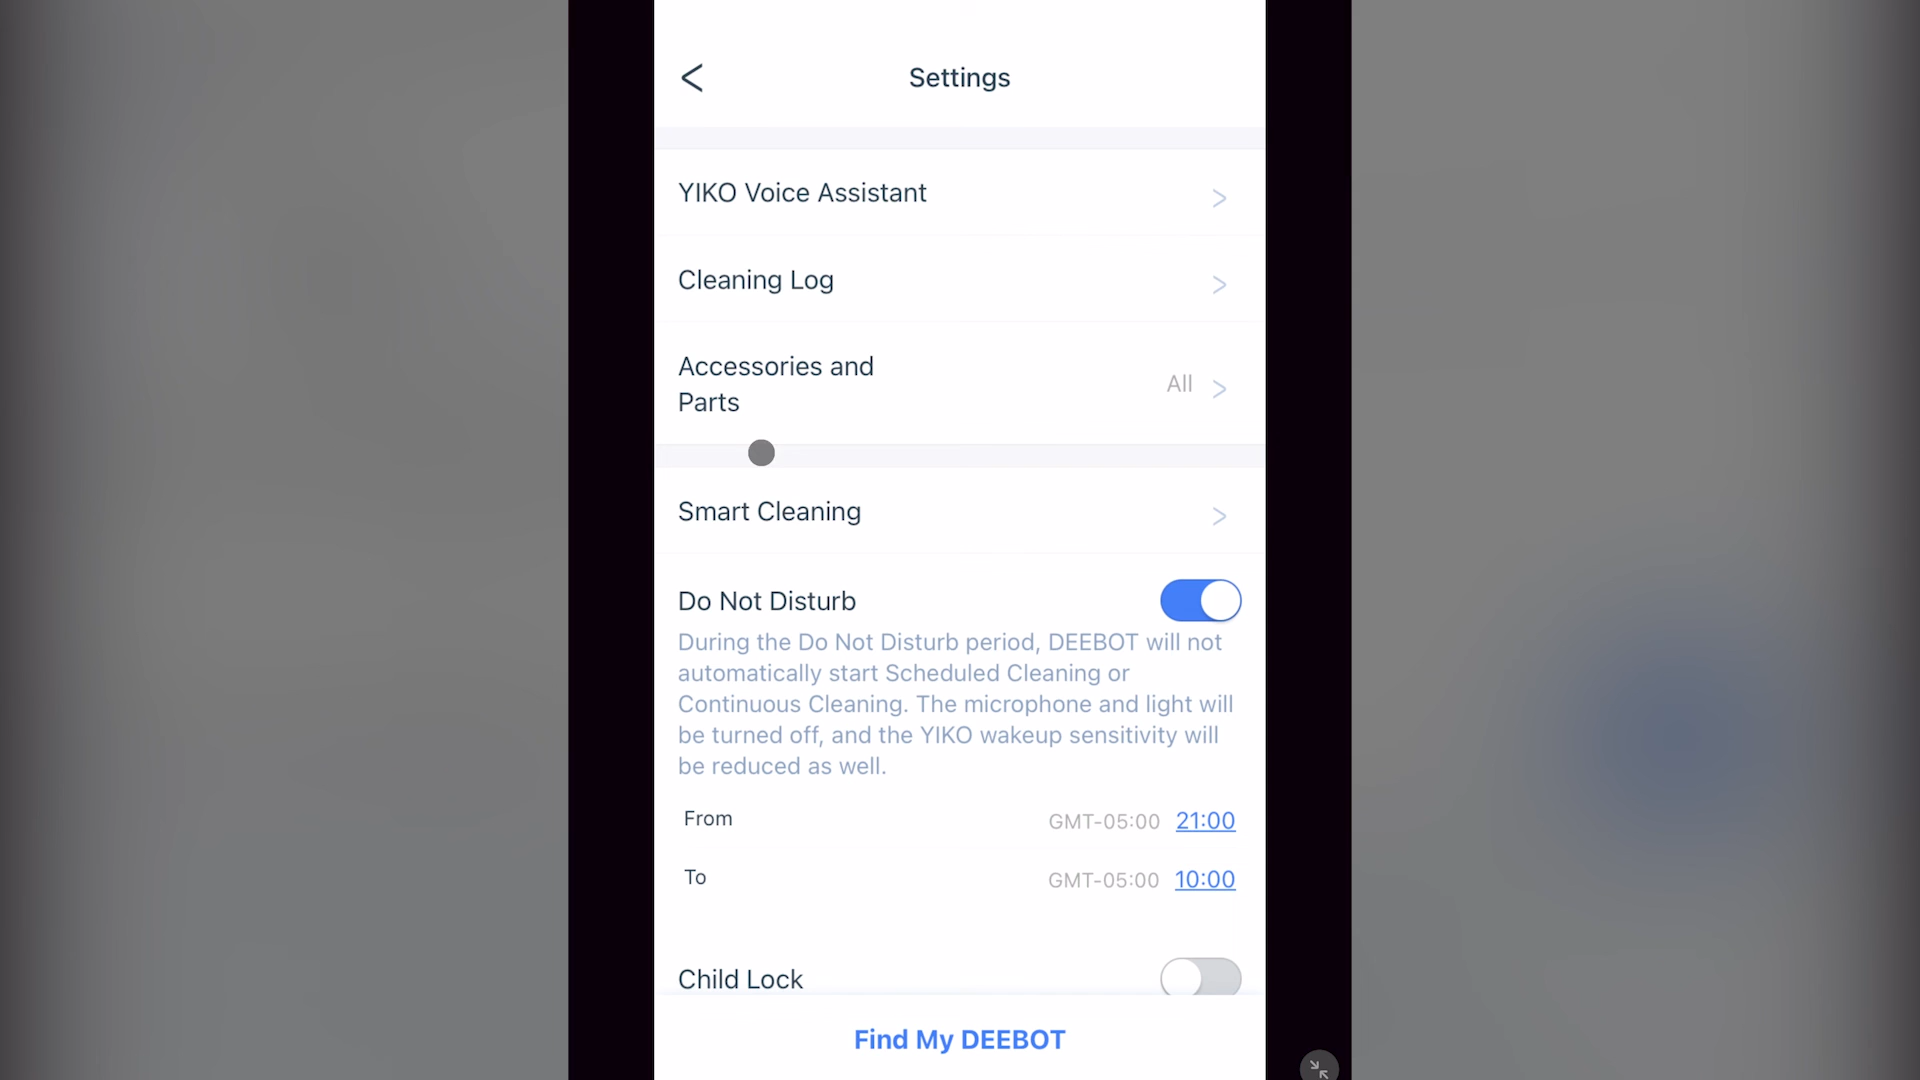 Settings
YIKO Voice Assistant
Cleaning Log
Accessories and
Parts
All
Smart Cleaning
Do Not Disturb
During the Do Not Disturb period, DEEBOT will not
automatically start Scheduled Cleaning or
Continuous Cleaning. The microphone and light will
be turned off, and the YIKO wakeup sensitivity will
be reduced as well.
From GMT-05:00 21:00
To GMT-05:00 10:00
Child Lock
Find My DEEBOT